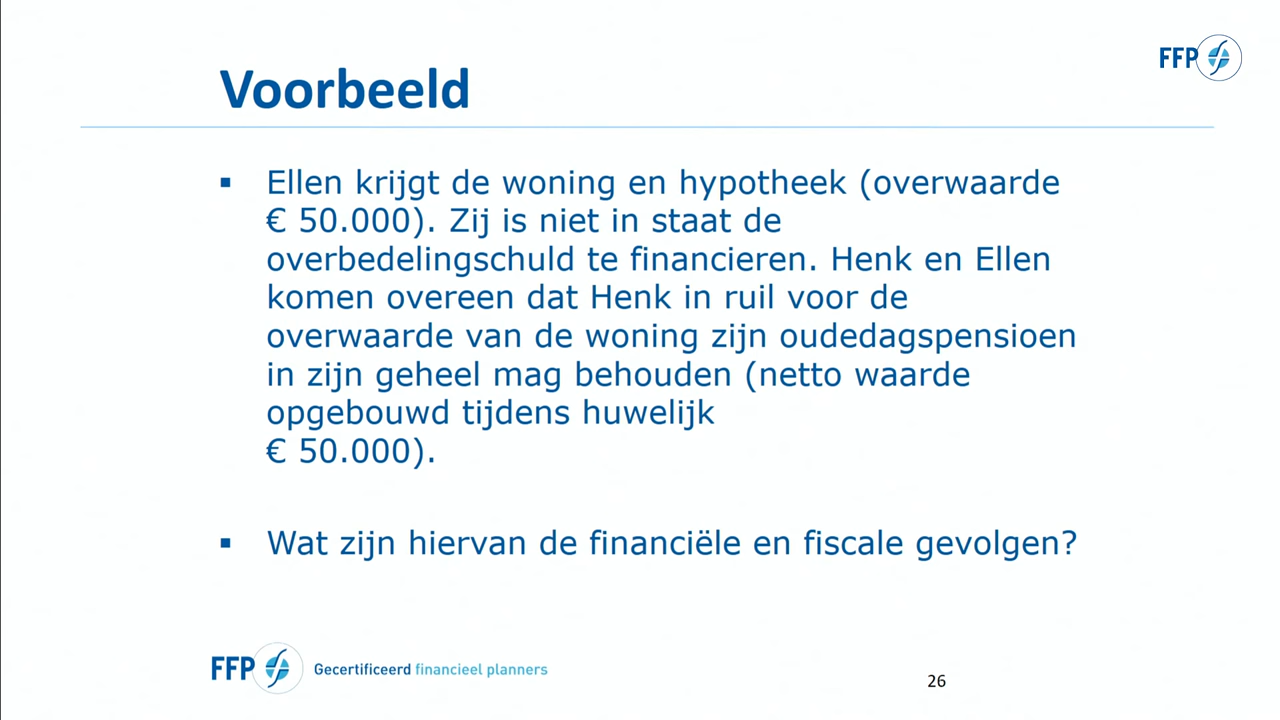 FFP
Voorbeeld
▪ Ellen krijgt de woning en hypotheek (overwaarde
€ 50.000). Zij is niet in staat de
overbedelingschuld te financieren. Henk en Ellen
komen overeen dat Henk in ruil voor de
overwaarde van de woning zijn oudedagspensioen
in zijn geheel mag behouden (netto waarde
opgebouwd tijdens huwelijk
€ 50.000).
▪ Wat zijn hiervan de financiële en fiscale gevolgen?
FFP Gecertificeerd financieel planners
26